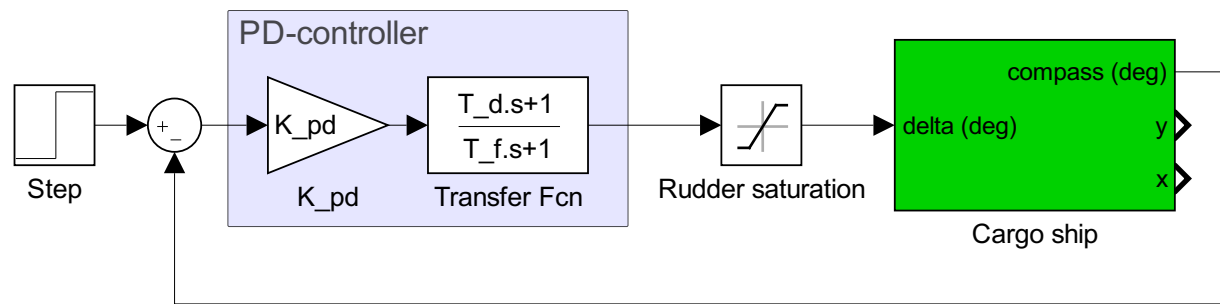 PD-controller
compass (deg)
K_pd
T_d.s+1
T_f.s+1
+
−
delta (deg)
y
x
Step
K_pd
Transfer Fcn
Rudder saturation
Cargo ship